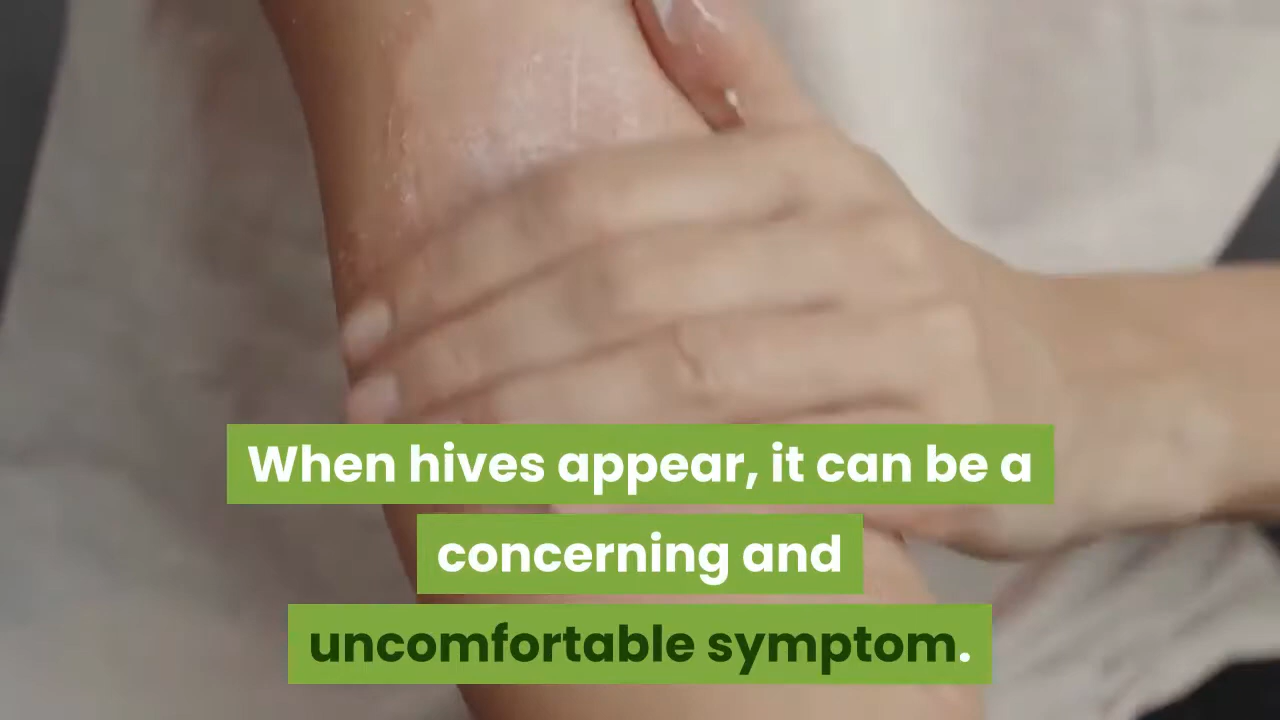 When hives appear, it can be a
concerning and
uncomfortable symptom.